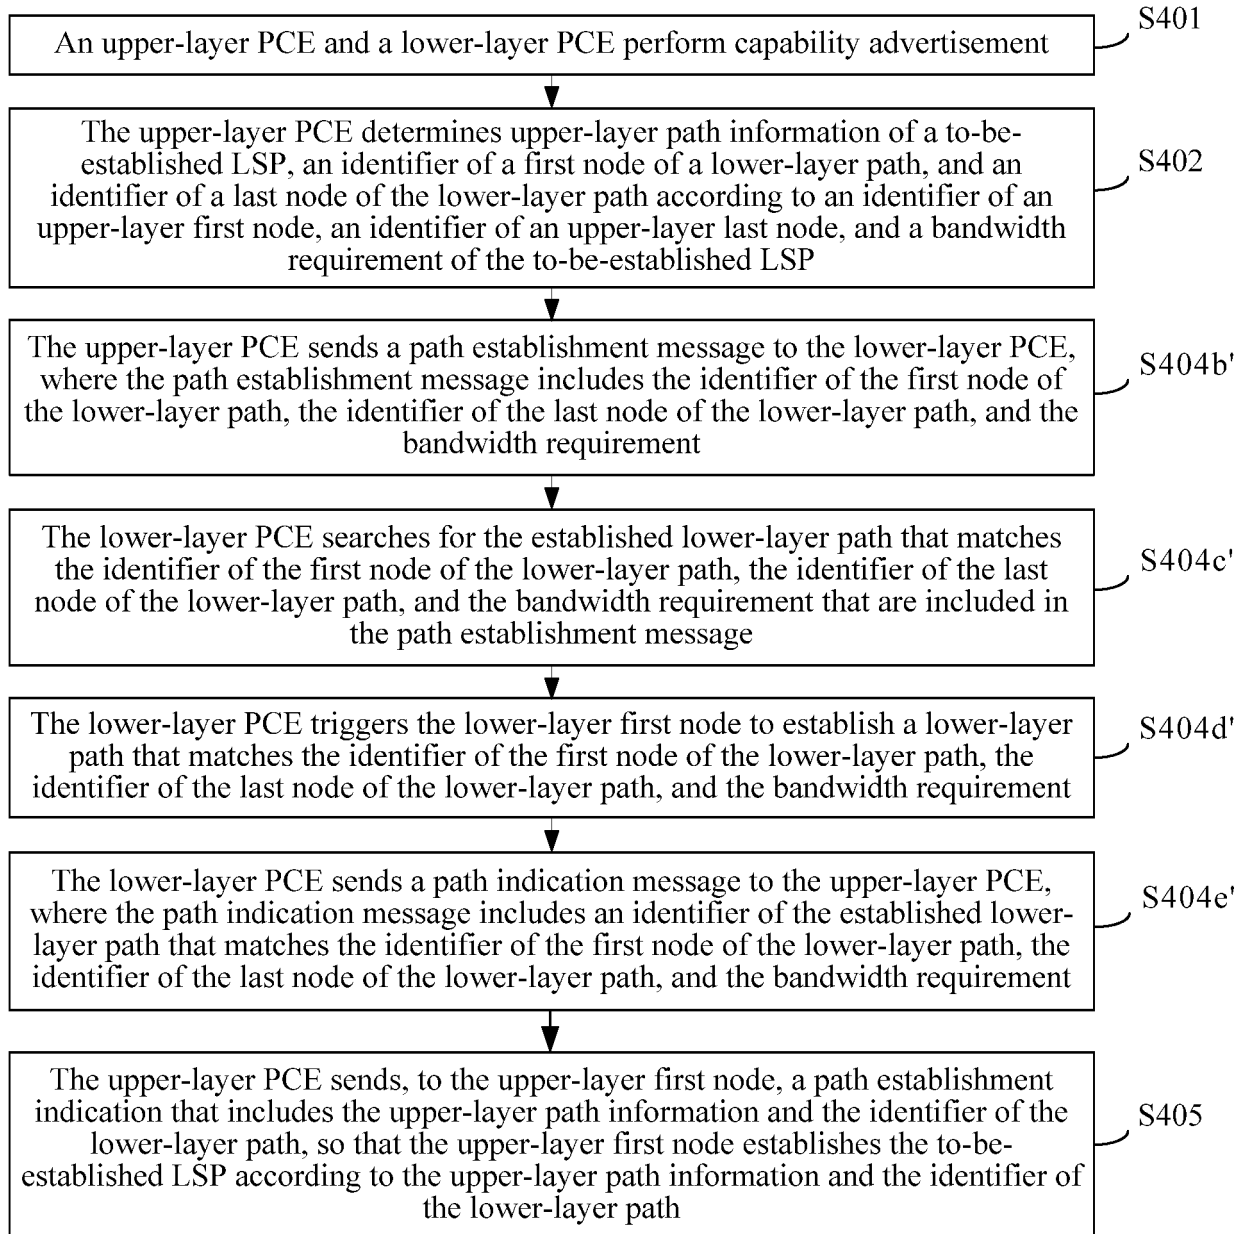 An upper-layer PCE and a lower-layer PCE perform capability advertisement
S401
The upper-layer PCE determines upper-layer path information of a to-be-
established LSP, an identifier of a first node of a lower-layer path, and an
identifier of a last node of the lower-layer path according to an identifier of an
upper-layer first node, an identifier of an upper-layer last node, and a bandwidth
requirement of the to-be-established LSP
S402
The upper-layer PCE sends a path establishment message to the lower-layer PCE,
where the path establishment message includes the identifier of the first node of
the lower-layer path, the identifier of the last node of the lower-layer path, and the
bandwidth requirement
S404b'
The lower-layer PCE searches for the established lower-layer path that matches
the identifier of the first node of the lower-layer path, the identifier of the last
node of the lower-layer path, and the bandwidth requirement that are included in
the path establishment message
S404c'
The lower-layer PCE triggers the lower-layer first node to establish a lower-layer
path that matches the identifier of the first node of the lower-layer path, the
identifier of the last node of the lower-layer path, and the bandwidth requirement
S404d'
The lower-layer PCE sends a path indication message to the upper-layer PCE,
where the path indication message includes an identifier of the established lower-
layer path that matches the identifier of the first node of the lower-layer path, the
identifier of the last node of the lower-layer path, and the bandwidth requirement
S404e'
The upper-layer PCE sends, to the upper-layer first node, a path establishment
indication that includes the upper-layer path information and the identifier of the
lower-layer path, so that the upper-layer first node establishes the to-be-
established LSP according to the upper-layer path information and the identifier of
the lower-layer path
S405